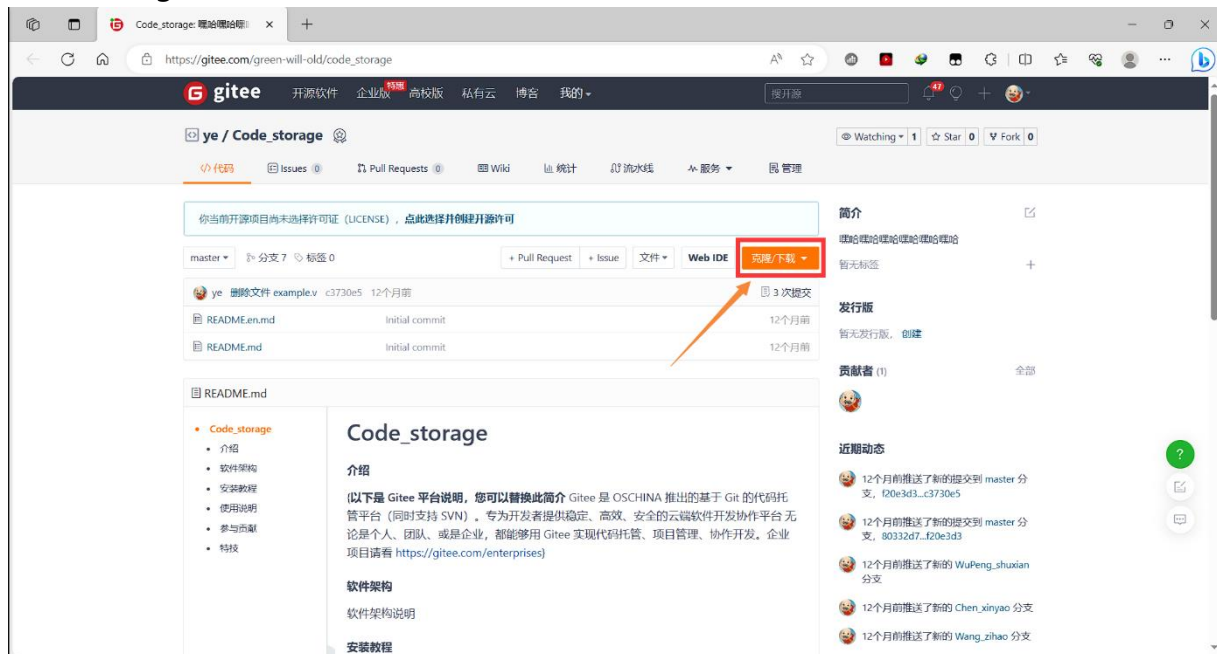 Code_storage: 嘿哈嘿哈嘿
https://gitee.com/green-will-old/code_storage
gitee 开源软件 企业版 特惠 高校版 私有云 博客 我的 搜开源 47
ye / Code_storage
Watching 1 Star 0 Fork 0
代码 Issues 0 Pull Requests 0 Wiki 统计 流水线 服务 管理
你当前开源项目尚未选择许可证（LICENSE），点此选择并创建开源许可
master 分支 7 标签 0 + Pull Request + Issue 文件 Web IDE 克隆/下载
ye 删除文件 example.v c3730e5 12个月前 3 次提交
README.en.md Initial commit 12个月前
README.md Initial commit 12个月前
README.md
Code_storage
介绍
软件架构
安装教程
使用说明
参与贡献
特技
Code_storage
介绍
(以下是 Gitee 平台说明，您可以替换此简介 Gitee 是 OSCHINA 推出的基于 Git 的代码托
管平台（同时支持 SVN）。专为开发者提供稳定、高效、安全的云端软件开发协作平台 无
论是个人、团队、或是企业，都能够用 Gitee 实现代码托管、项目管理、协作开发。企业
项目请看 https://gitee.com/enterprises)
软件架构
软件架构说明
安装教程
简介
嘿哈嘿哈嘿哈嘿哈嘿哈嘿哈
暂无标签
发行版
暂无发行版，创建
贡献者 (1) 全部
近期动态
12个月前推送了新的提交到 master 分
支，f20e3d3...c3730e5
12个月前推送了新的提交到 master 分
支，80332d7...f20e3d3
12个月前推送了新的 WuPeng_shuxian
分支
12个月前推送了新的 Chen_xinyao 分支
12个月前推送了新的 Wang_zihao 分支